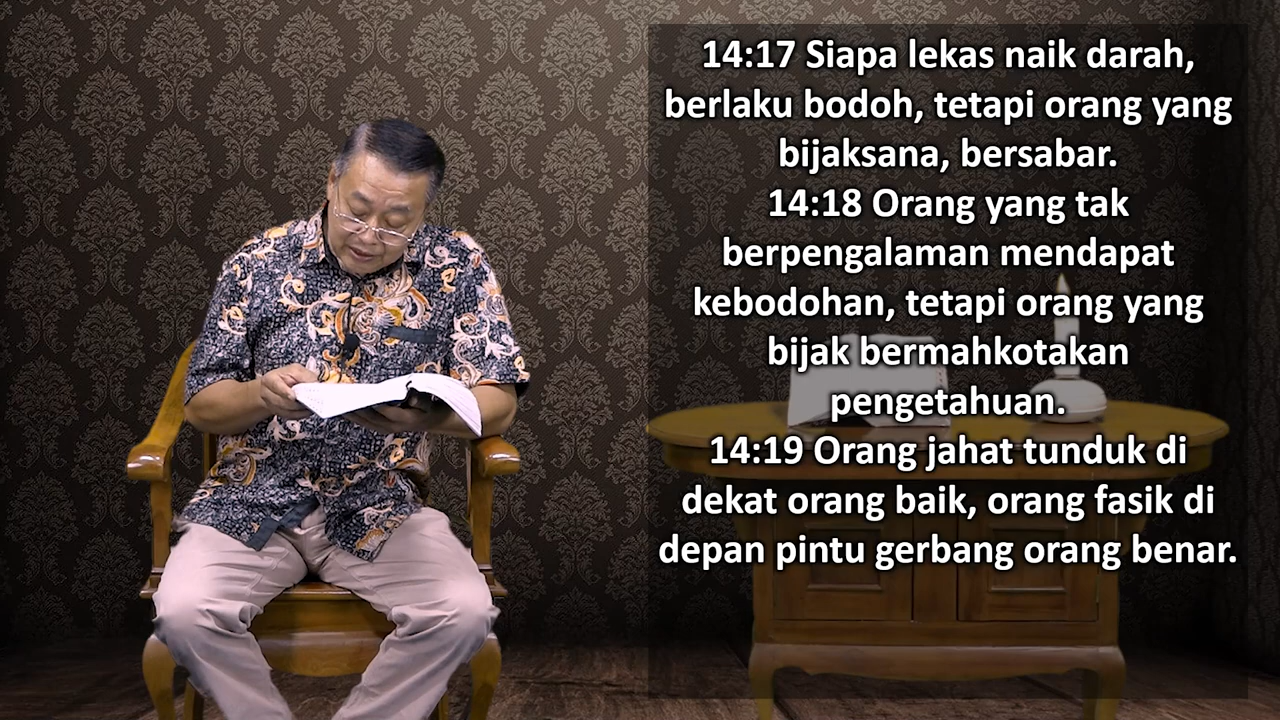 14:17 Siapa lekas naik darah,
berlaku bodoh, tetapi orang yang
bijaksana, bersabar.
14:18 Orang yang tak
berpengalaman mendapat
kebodohan, tetapi orang yang
bijak bermahkotakan
pengetahuan.
14:19 Orang jahat tunduk di
dekat orang baik, orang fasik di
depan pintu gerbang orang benar.